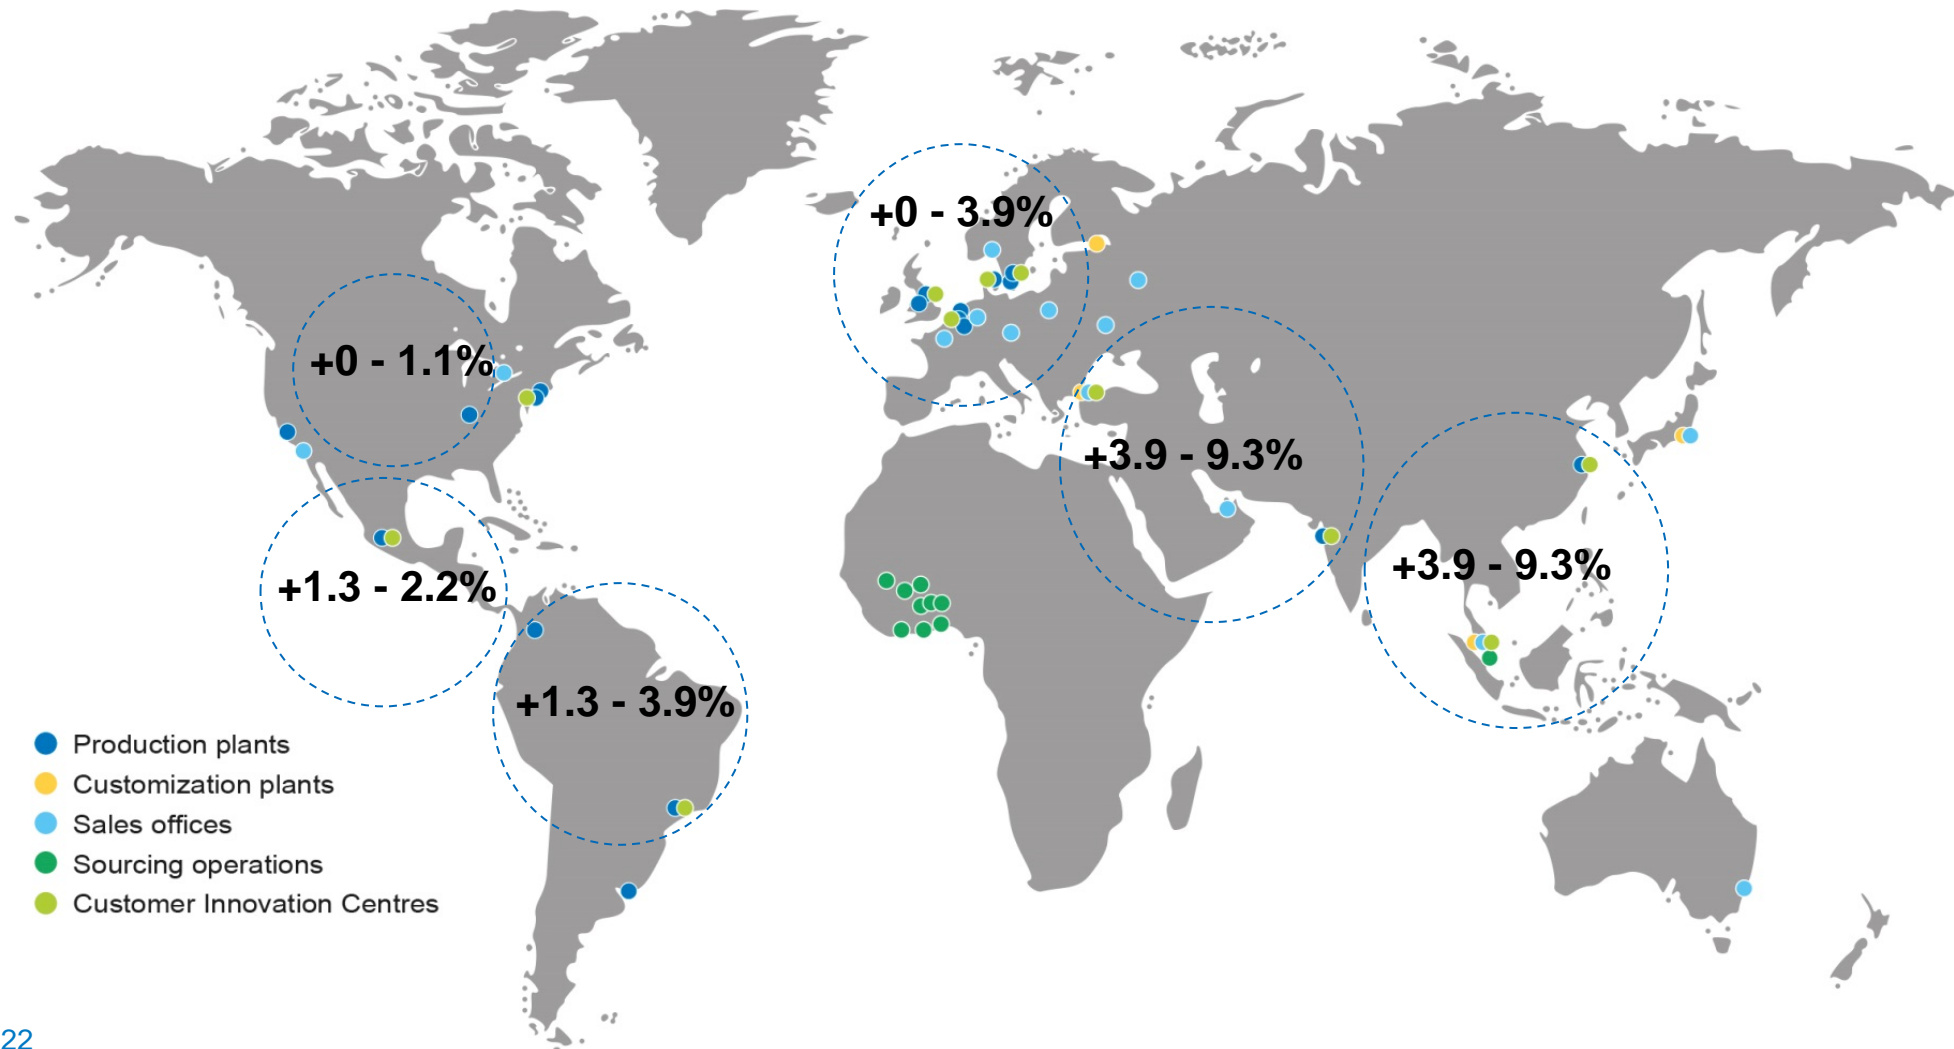 +0 - 3.9%
+0 - 1.1%
+3.9 - 9.3%
+3.9 - 9.3%
+1.3 - 2.2%
+1.3 - 3.9%
Production plants
Customization plants
Sales offices
Sourcing operations
Customer Innovation Centres
22